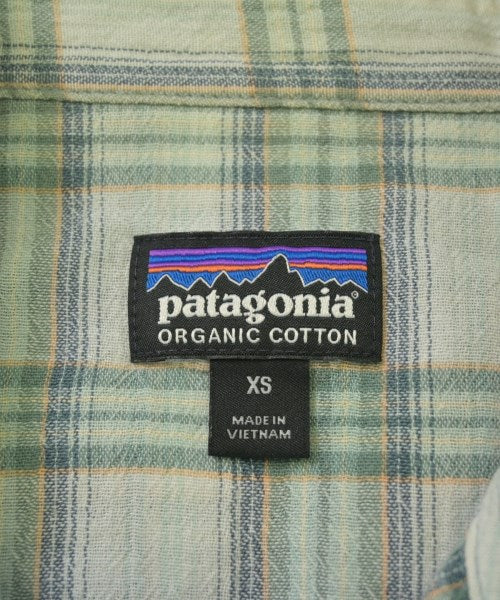 patagonia®
ORGANIC COTTON
XS
MADE IN
VIETNAM